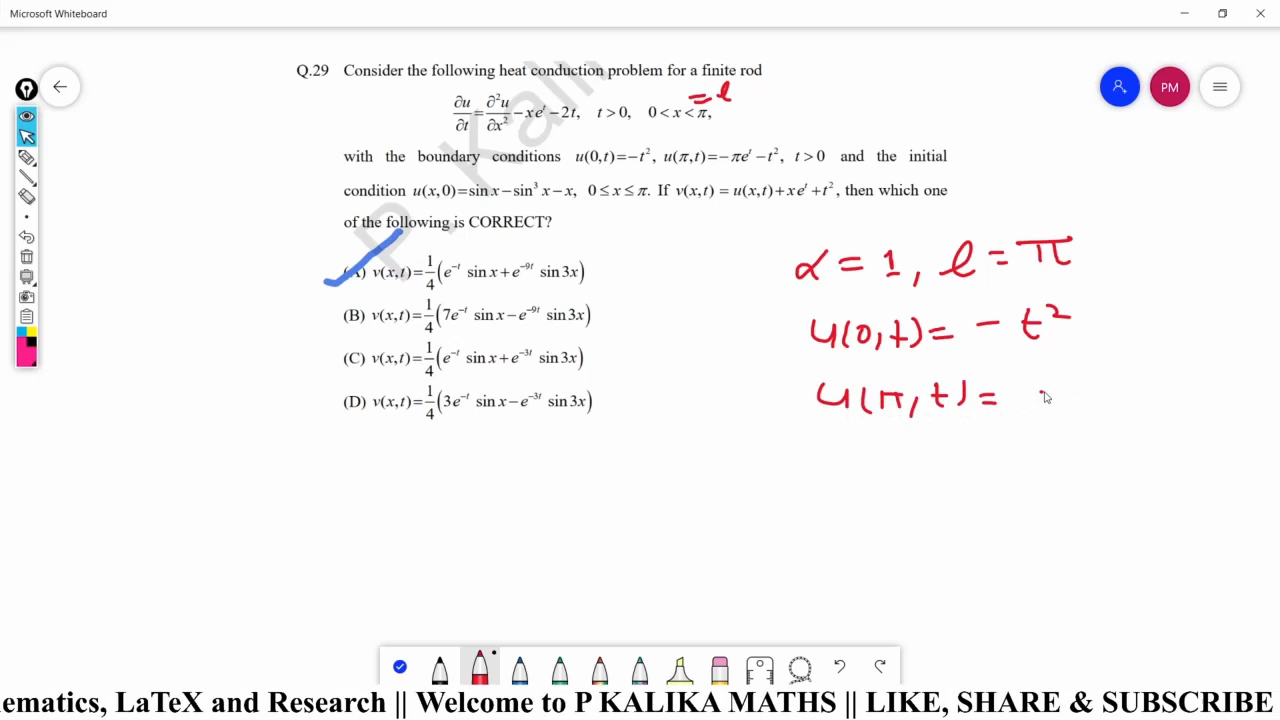 Microsoft Whiteboard
Q.29 Consider the following heat conduction problem for a finite rod
= l
∂u/∂t = ∂²u/∂x² − xeᵗ − 2t, t > 0, 0 < x < π,
with the boundary conditions u(0,t) = −t², u(π,t) = −πeᵗ − t², t > 0 and the initial
condition u(x,0) = sin x − sin³ x − x, 0 ≤ x ≤ π. If v(x,t) = u(x,t) + xeᵗ + t², then which one
of the following is CORRECT?
(A) v(x,t) = 1/4 (e⁻ᵗ sin x + e⁻⁹ᵗ sin 3x)
(B) v(x,t) = 1/4 (7e⁻ᵗ sin x − e⁻⁹ᵗ sin 3x)
(C) v(x,t) = 1/4 (e⁻ᵗ sin x + e⁻³ᵗ sin 3x)
(D) v(x,t) = 1/4 (3e⁻ᵗ sin x − e⁻³ᵗ sin 3x)
α = 1, l = π
u(0,t) = − t²
u(π,t) =
P. Kalik
PM
ematics, LaTeX and Research || Welcome to P KALIKA MATHS || LIKE, SHARE & SUBSCRIBE